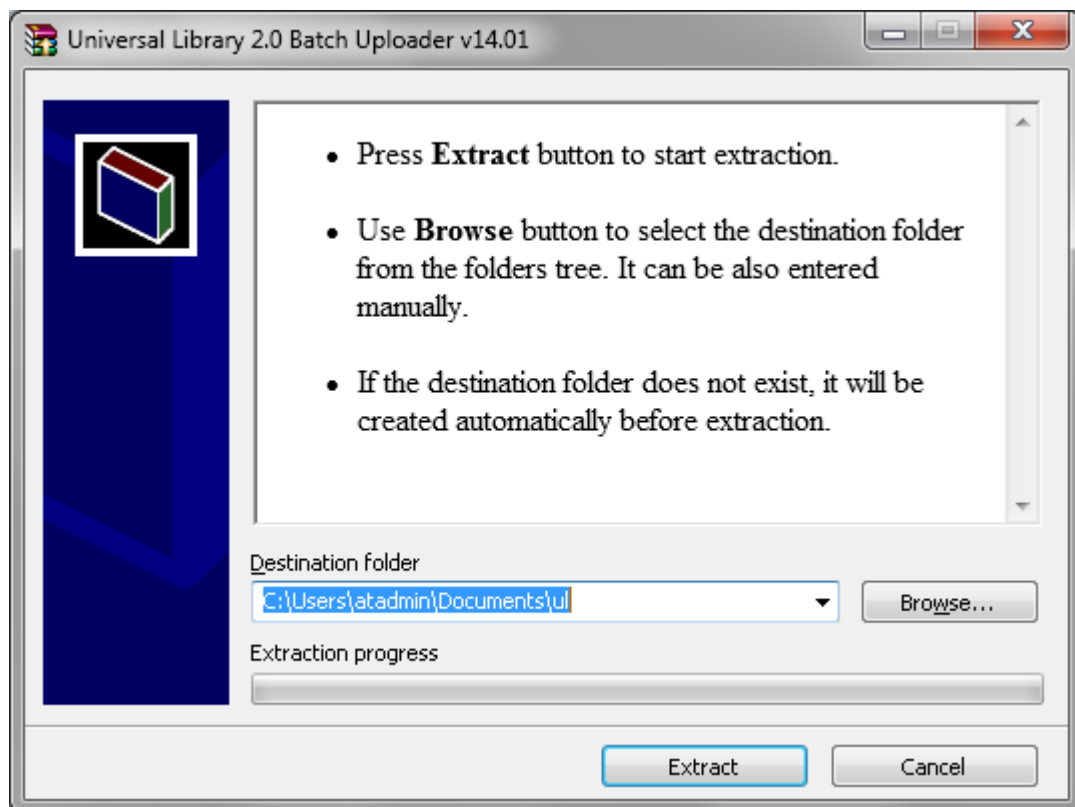 Universal Library 2.0 Batch Uploader v14.01
• Press Extract button to start extraction.
• Use Browse button to select the destination folder
from the folders tree. It can be also entered
manually.
• If the destination folder does not exist, it will be
created automatically before extraction.
Destination folder
C:\Users\atadmin\Documents\ul
Browse...
Extraction progress
Extract
Cancel